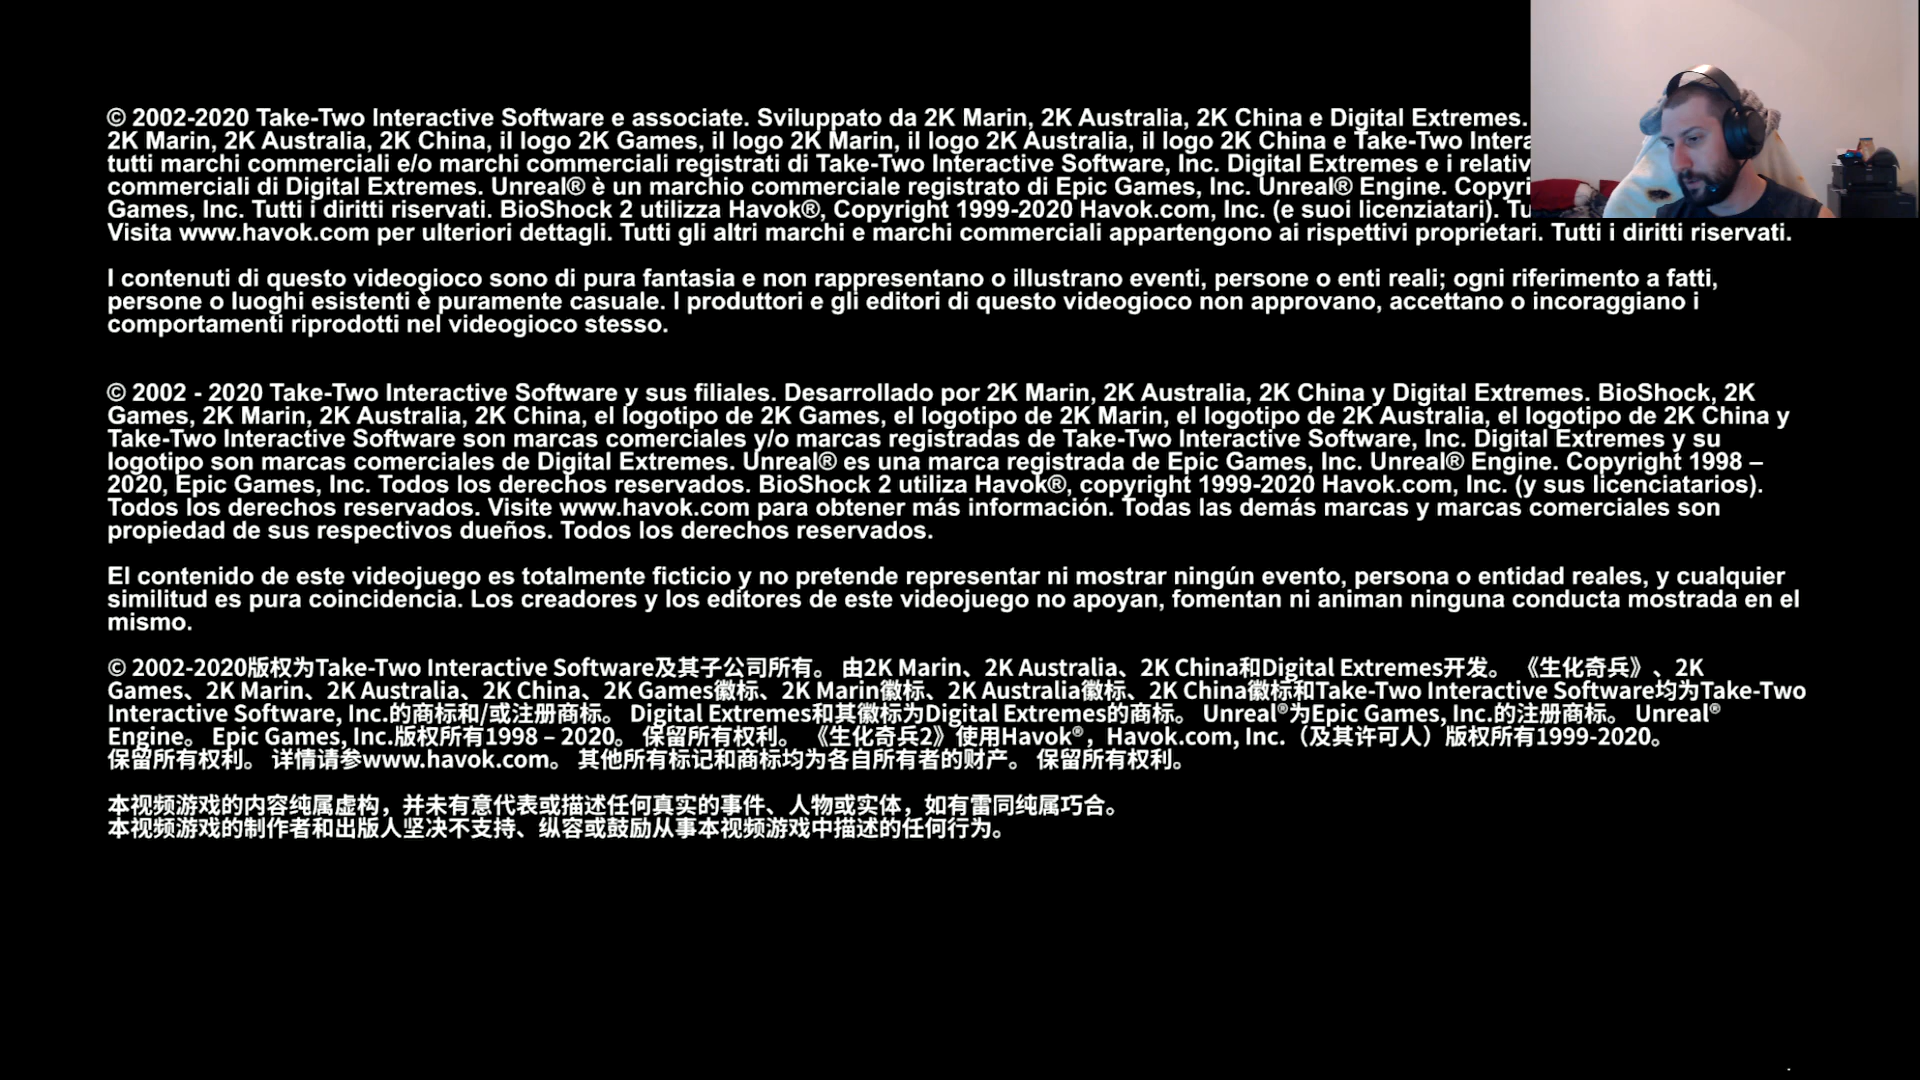 © 2002-2020 Take-Two Interactive Software e associate. Sviluppato da 2K Marin, 2K Australia, 2K China e Digital Extremes.
2K Marin, 2K Australia, 2K China, il logo 2K Games, il logo 2K Marin, il logo 2K Australia, il logo 2K China e Take-Two
tutti marchi commerciali e/o marchi commerciali registrati di Take-Two Interactive Software, Inc. Digital Extremes e i
commerciali di Digital Extremes. Unreal® è un marchio commerciale registrato di Epic Games, Inc. Unreal® Engine.
Games, Inc. Tutti i diritti riservati. BioShock 2 utilizza Havok®, Copyright 1999-2020 Havok.com, Inc. (e suoi licenziatari).
Visita www.havok.com per ulteriori dettagli. Tutti gli altri marchi e marchi commerciali appartengono ai rispettivi proprietari. Tutti i diritti riservati.
I contenuti di questo videogioco sono di pura fantasia e non rappresentano o illustrano eventi, persone o enti reali; ogni riferimento a fatti,
persone o luoghi esistenti è puramente casuale. I produttori e gli editori di questo videogioco non approvano, accettano o incoraggiano i
comportamenti riprodotti nel videogioco stesso.
© 2002 - 2020 Take-Two Interactive Software y sus filiales. Desarrollado por 2K Marin, 2K Australia, 2K China y Digital Extremes. BioShock, 2K
Games, 2K Marin, 2K Australia, 2K China, el logotipo de 2K Games, el logotipo de 2K Marin, el logotipo de 2K Australia, el logotipo de 2K China y
Take-Two Interactive Software son marcas comerciales y/o marcas registradas de Take-Two Interactive Software, Inc. Digital Extremes y su
logotipo son marcas comerciales de Digital Extremes. Unreal® es una marca registrada de Epic Games, Inc. Unreal® Engine. Copyright 1998 –
2020, Epic Games, Inc. Todos los derechos reservados. BioShock 2 utiliza Havok®, copyright 1999-2020 Havok.com, Inc. (y sus licenciatarios).
Todos los derechos reservados. Visite www.havok.com para obtener más información. Todas las demás marcas y marcas comerciales son
propiedad de sus respectivos dueños. Todos los derechos reservados.
El contenido de este videojuego es totalmente ficticio y no pretende representar ni mostrar ningún evento, persona o entidad reales, y cualquier
similitud es pura coincidencia. Los creadores y los editores de este videojuego no apoyan, fomentan ni animan ninguna conducta mostrada en el
mismo.
© 2002-2020版权为Take-Two Interactive Software及其子公司所有。 由2K Marin、2K Australia、2K China和Digital Extremes开发。 《生化奇兵》、2K
Games、2K Marin、2K Australia、2K China、2K Games徽标、2K Marin徽标、2K Australia徽标、2K China徽标和Take-Two Interactive Software均为Take-Two
Interactive Software, Inc.的商标和/或注册商标。 Digital Extremes和其徽标为Digital Extremes的商标。 Unreal®为Epic Games, Inc.的注册商标。 Unreal®
Engine。 Epic Games, Inc.版权所有1998 – 2020。 保留所有权利。 《生化奇兵2》使用Havok®，Havok.com, Inc.（及其许可人）版权所有1999-2020。
保留所有权利。 详情请参www.havok.com。 其他所有标记和商标均为各自所有者的财产。 保留所有权利。
本视频游戏的内容纯属虚构，并未有意代表或描述任何真实的事件、人物或实体，如有雷同纯属巧合。
本视频游戏的制作者和出版人坚决不支持、纵容或鼓励从事本视频游戏中描述的任何行为。